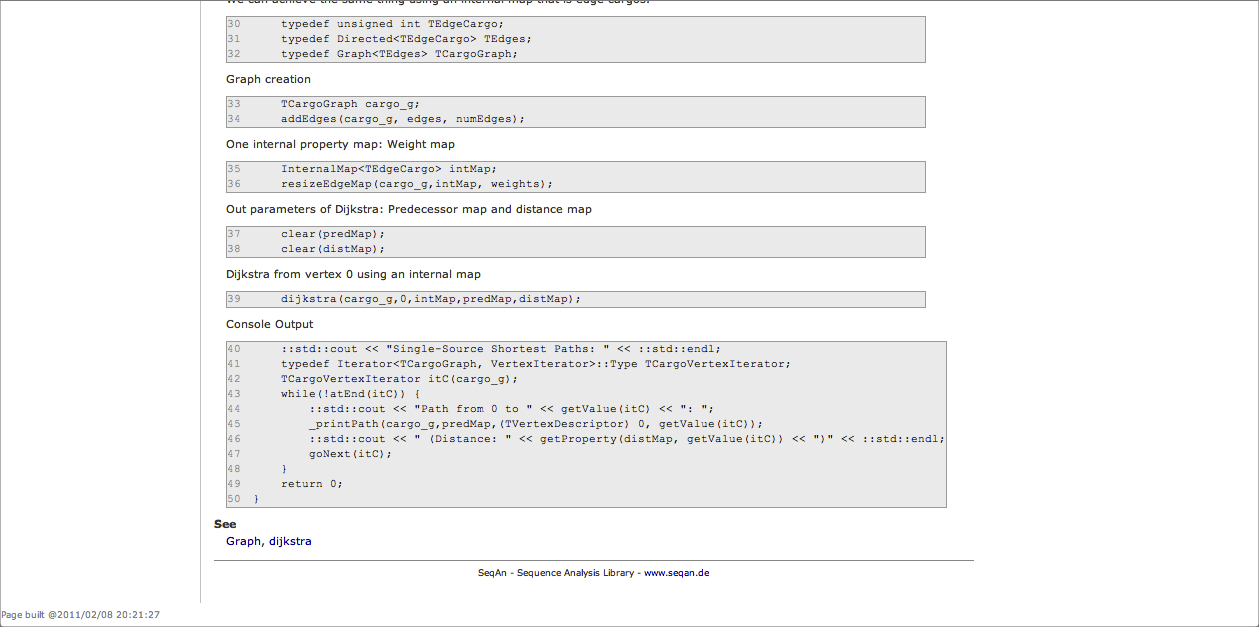 We can achieve the same thing using an internal map that is edge cargos.
30 typedef unsigned int TEdgeCargo;
31 typedef Directed<TEdgeCargo> TEdges;
32 typedef Graph<TEdges> TCargoGraph;
Graph creation
33 TCargoGraph cargo_g;
34 addEdges(cargo_g, edges, numEdges);
One internal property map: Weight map
35 InternalMap<TEdgeCargo> intMap;
36 resizeEdgeMap(cargo_g,intMap, weights);
Out parameters of Dijkstra: Predecessor map and distance map
37 clear(predMap);
38 clear(distMap);
Dijkstra from vertex 0 using an internal map
39 dijkstra(cargo_g,0,intMap,predMap,distMap);
Console Output
40 ::std::cout << "Single-Source Shortest Paths: " << ::std::endl;
41 typedef Iterator<TCargoGraph, VertexIterator>::Type TCargoVertexIterator;
42 TCargoVertexIterator itC(cargo_g);
43 while(!atEnd(itC)) {
44 ::std::cout << "Path from 0 to " << getValue(itC) << ": ";
45 _printPath(cargo_g,predMap,(TVertexDescriptor) 0, getValue(itC));
46 ::std::cout << " (Distance: " << getProperty(distMap, getValue(itC)) << ")" << ::std::endl;
47 goNext(itC);
48 }
49 return 0;
50 }
See
Graph, dijkstra
SeqAn - Sequence Analysis Library - www.seqan.de
Page built @2011/02/08 20:21:27